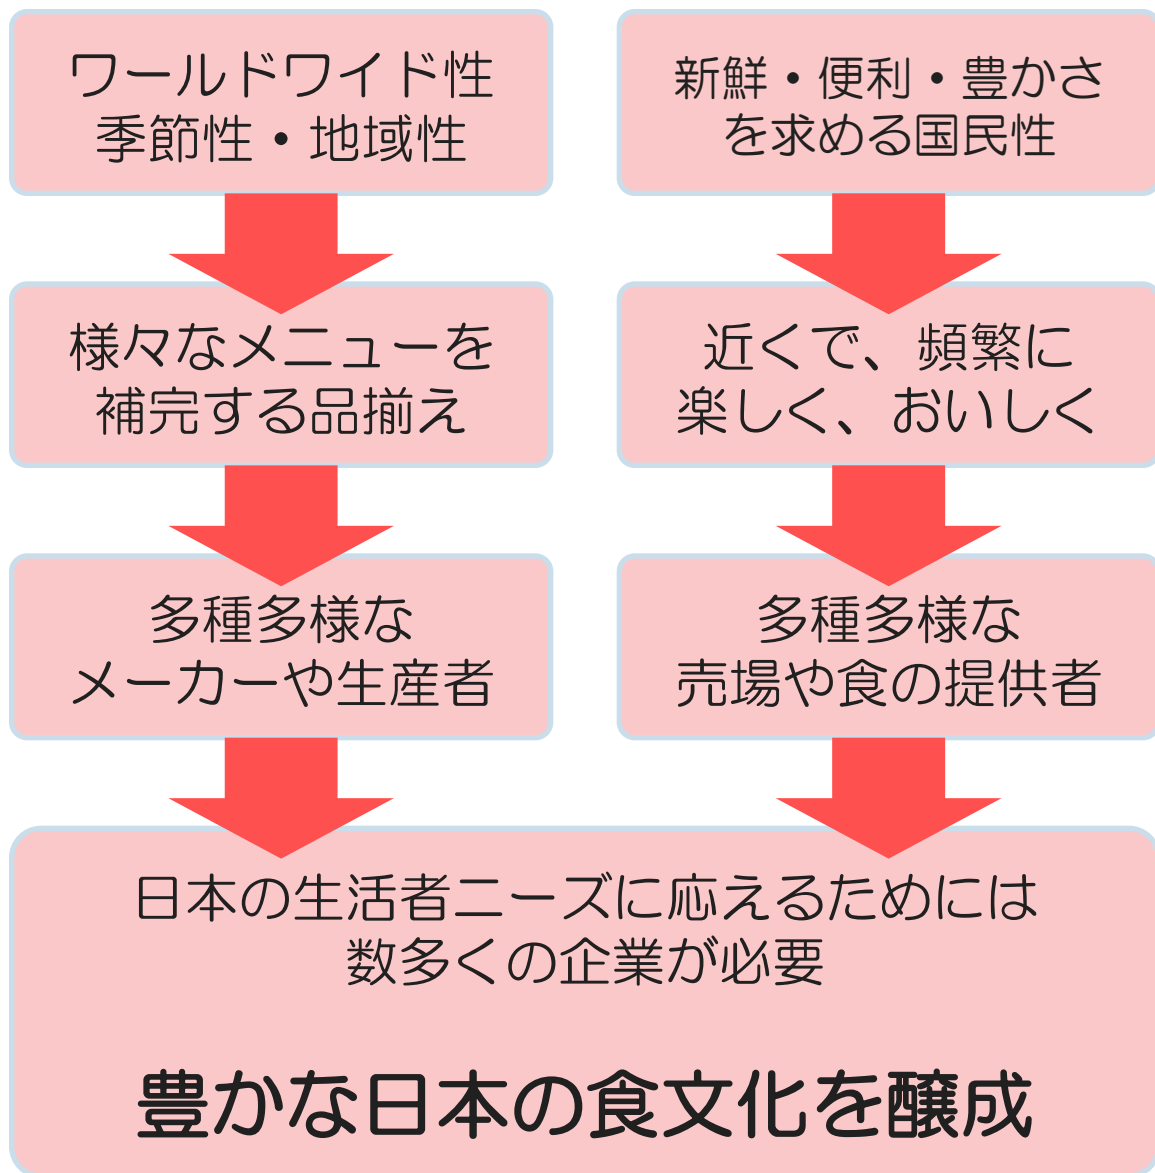 ワールドワイド性
季節性・地域性
様々なメニューを
補完する品揃え
多種多様な
メーカーや生産者
新鮮・便利・豊かさ
を求める国民性
近くで、頻繁に
楽しく、おいしく
多種多様な
売場や食の提供者
日本の生活者ニーズに応えるためには
数多くの企業が必要
豊かな日本の食文化を醸成